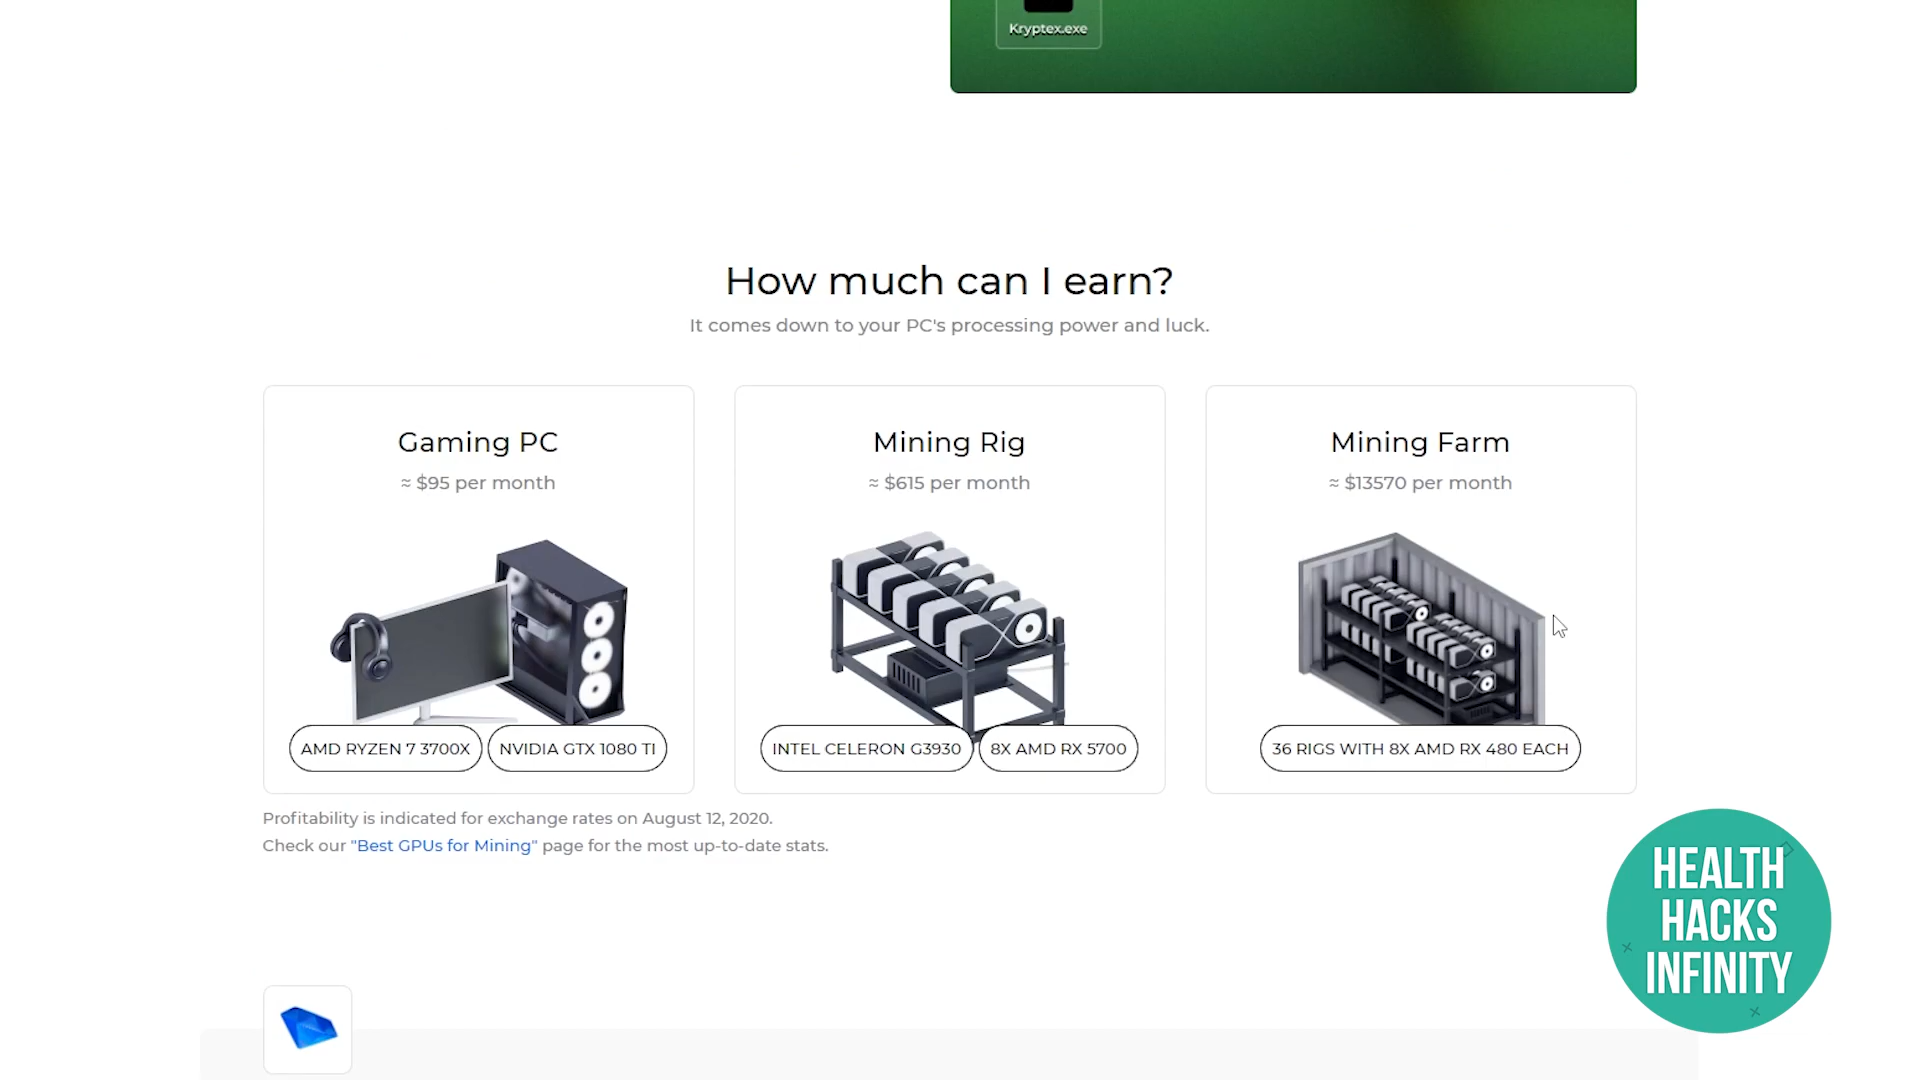 Kryptex.exe
How much can I earn?
It comes down to your PC's processing power and luck.
Gaming PC
≈ $95 per month
AMD RYZEN 7 3700X
NVIDIA GTX 1080 TI
Mining Rig
≈ $615 per month
INTEL CELERON G3930
8X AMD RX 5700
Mining Farm
≈ $13570 per month
36 RIGS WITH 8X AMD RX 480 EACH
Profitability is indicated for exchange rates on August 12, 2020.
Check our "Best GPUs for Mining" page for the most up-to-date stats.
HEALTH
HACKS
INFINITY